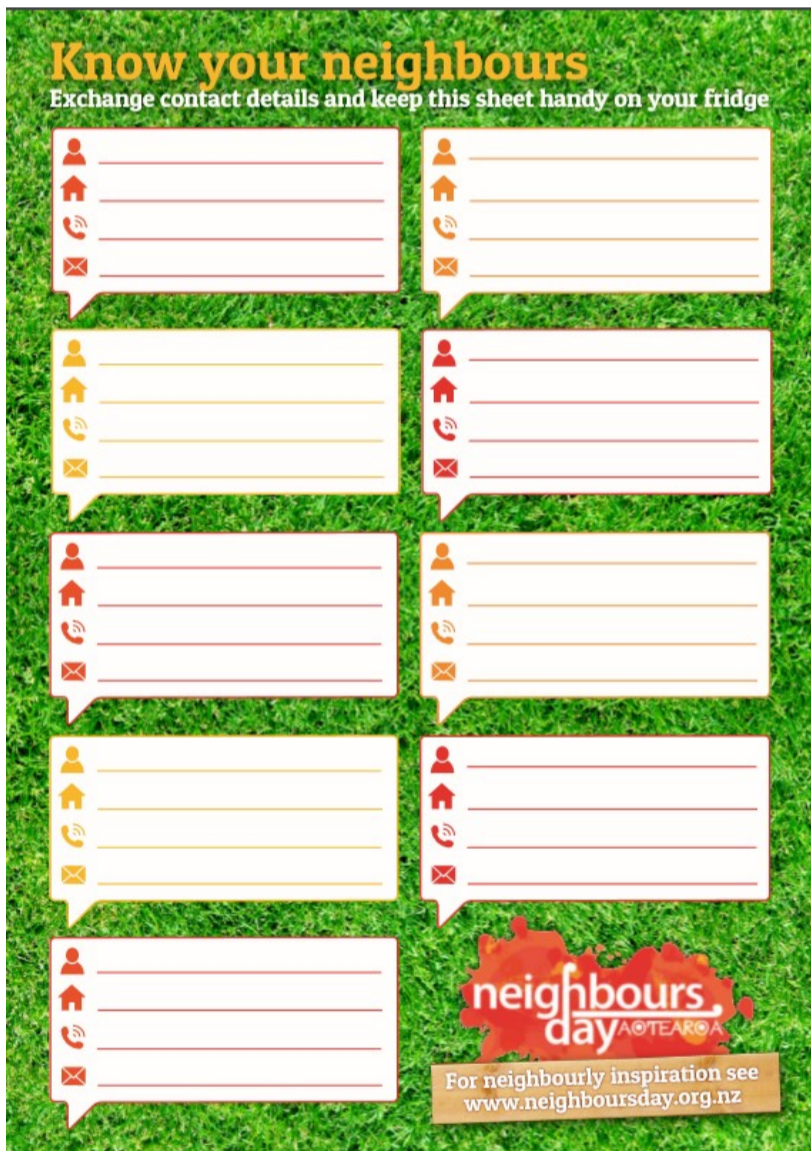 Know your neighbours
Exchange contact details and keep this sheet handy on your fridge
neighbours
day AOTEAROA
For neighbourly inspiration see
www.neighboursday.org.nz